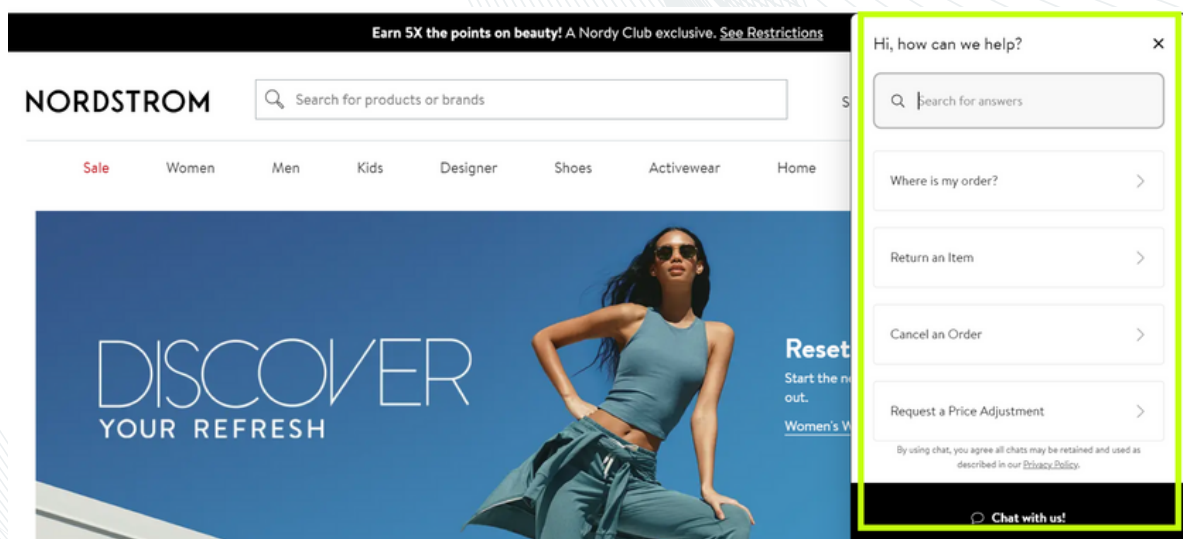 Earn 5X the points on beauty! A Nordy Club exclusive. See Restrictions
NORDSTROM
Search for products or brands
S
Sale Women Men Kids Designer Shoes Activewear Home
DISCOVER
YOUR REFRESH
Reset
Start the
out.
Women's W
Hi, how can we help?
Search for answers
Where is my order?
Return an Item
Cancel an Order
Request a Price Adjustment
By using chat, you agree all chats may be retained and used as
described in our Privacy Policy.
Chat with us!